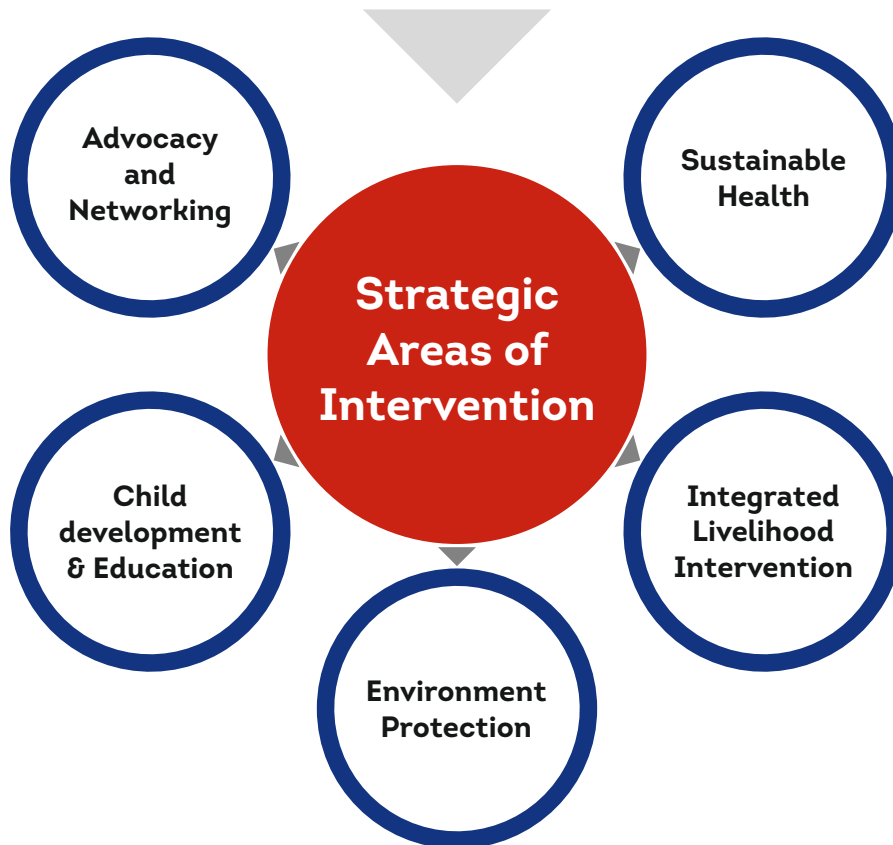 Advocacy
and
Networking
Sustainable
Health
Strategic
Areas of
Intervention
Child
development
& Education
Integrated
Livelihood
Intervention
Environment
Protection